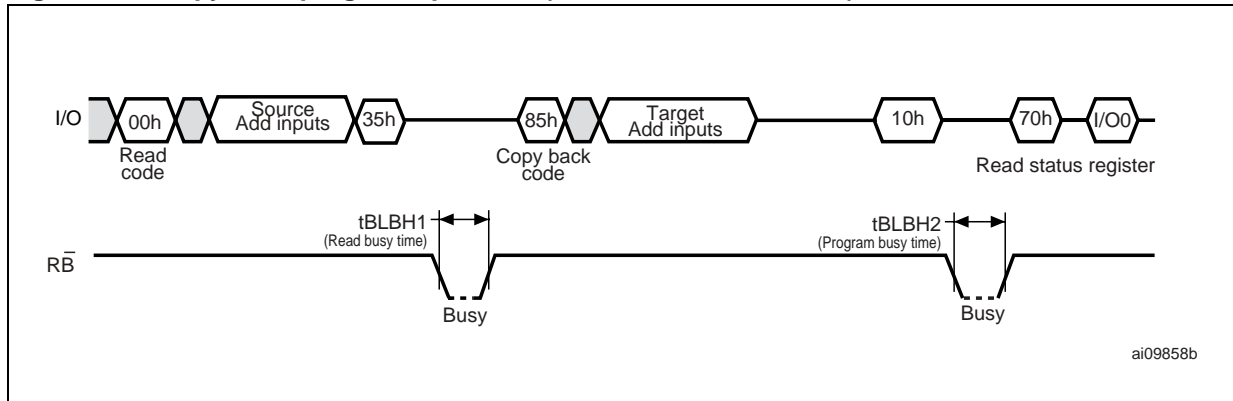 I/O
00h
Source
Add inputs
35h
85h
Target
Add inputs
10h
70h
I/O0
Read
code
Copy back
code
Read status register
tBLBH1
(Read busy time)
tBLBH2
(Program busy time)
RB̅
Busy
Busy
ai09858b